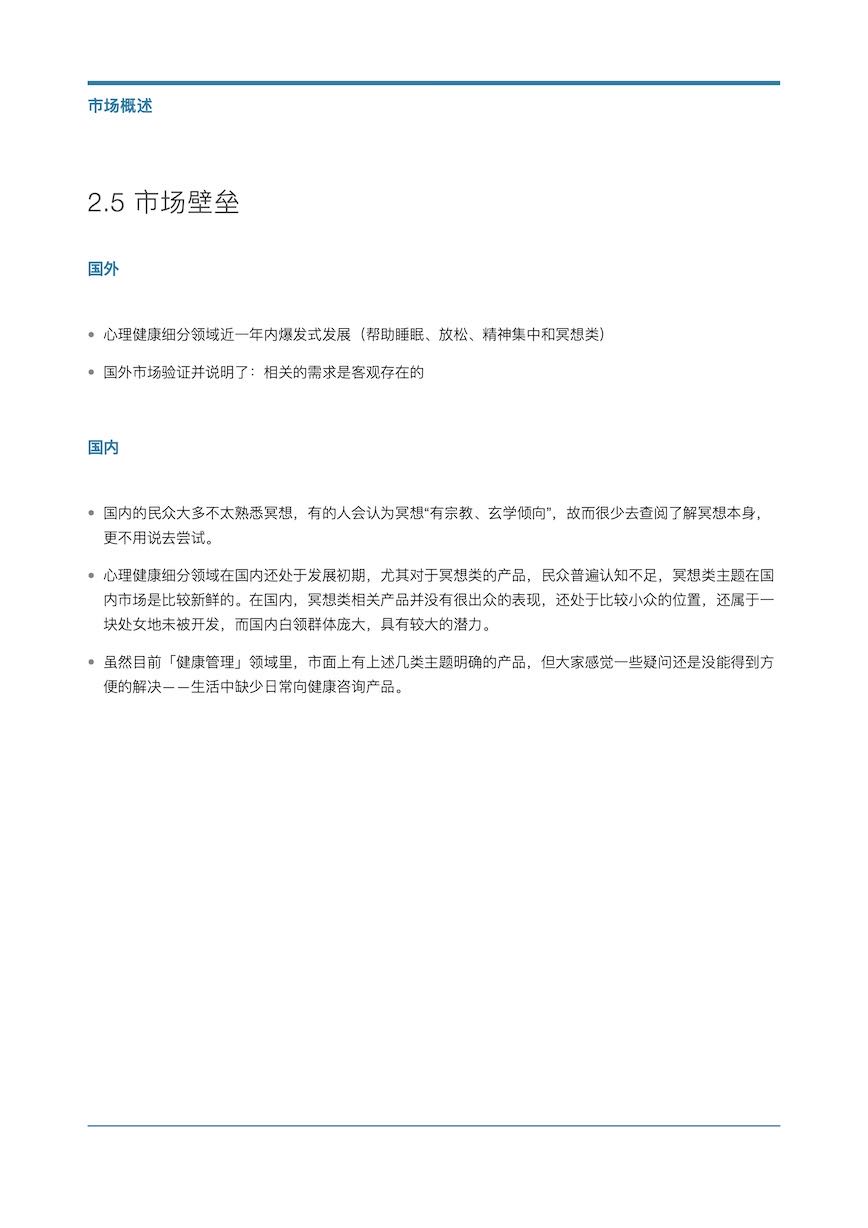 市场概述
2.5 市场壁垒
国外
• 心理健康细分领域近一年内爆发式发展（帮助睡眠、放松、精神集中和冥想类）
• 国外市场验证并说明了：相关的需求是客观存在的
国内
• 国内的民众大多不太熟悉冥想，有的人会认为冥想“有宗教、玄学倾向”，故而很少去查阅了解冥想本身，
更不用说去尝试。
• 心理健康细分领域在国内还处于发展初期，尤其对于冥想类的产品，民众普遍认知不足，冥想类主题在国
内市场是比较新鲜的。在国内，冥想类相关产品并没有很出众的表现，还处于比较小众的位置，还属于一
块处女地未被开发，而国内白领群体庞大，具有较大的潜力。
• 虽然目前「健康管理」领域里，市面上有上述几类主题明确的产品，但大家感觉一些疑问还是没能得到方
便的解决——生活中缺少日常向健康咨询产品。